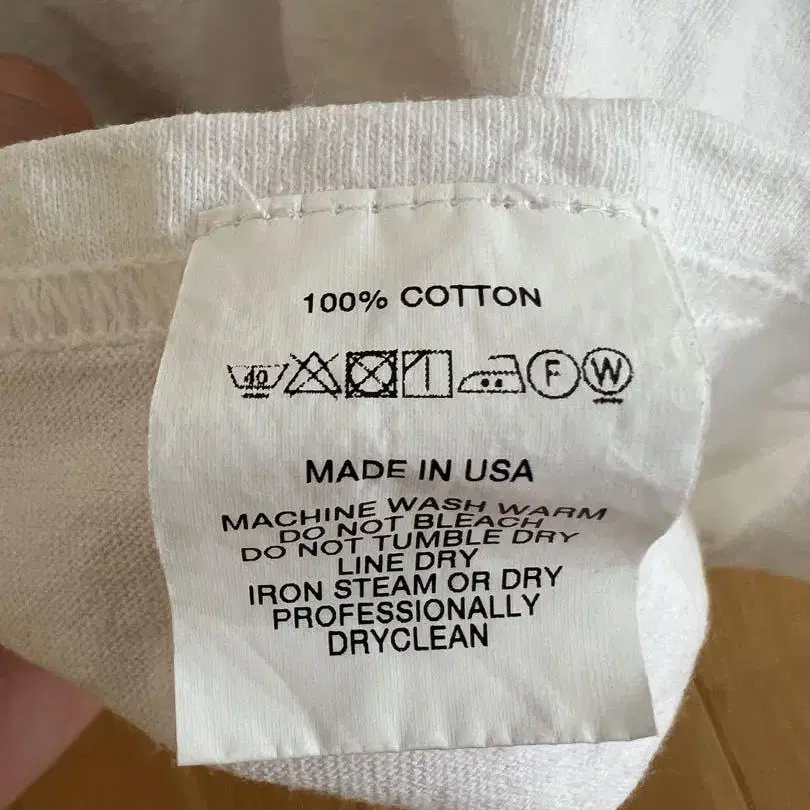 100% COTTON
40 F W
MADE IN USA
MACHINE WASH WARM
DO NOT BLEACH
DO NOT TUMBLE DRY
LINE DRY
IRON STEAM OR DRY
PROFESSIONALLY
DRYCLEAN